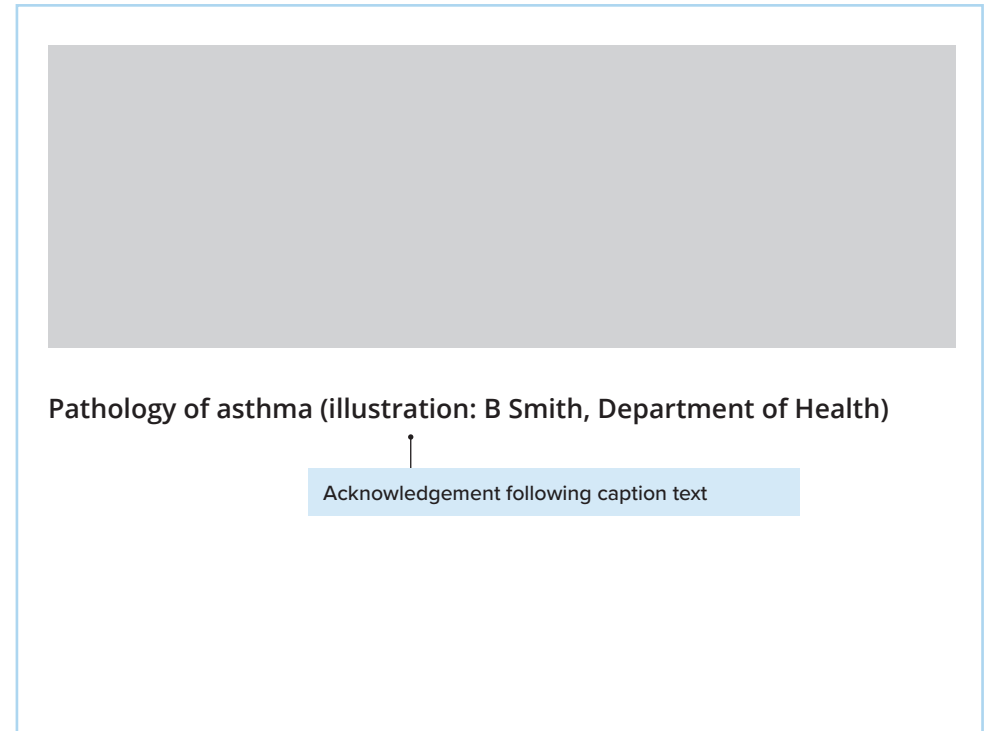 Pathology of asthma (illustration: B Smith, Department of Health)
Acknowledgement following caption text